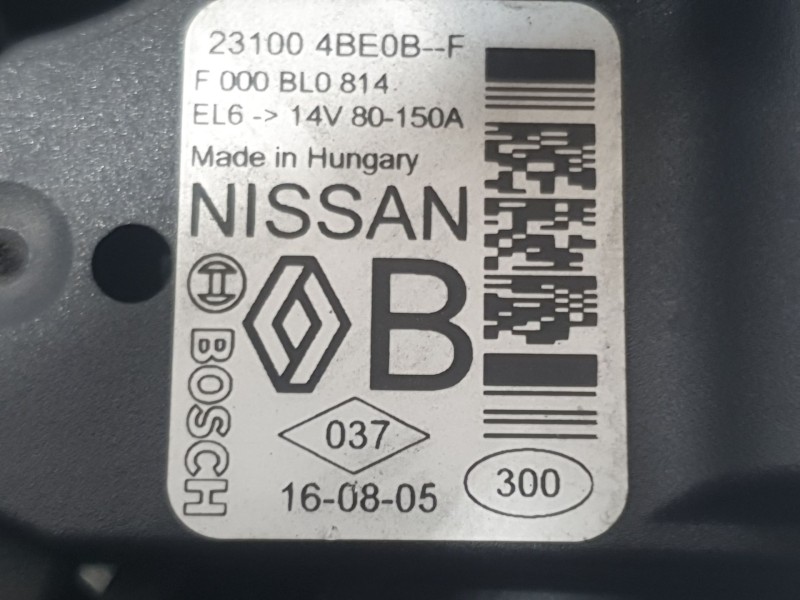 23100 4BE0B--F
F 000 BL0 814
EL6 -> 14V 80-150A
Made in Hungary
NISSAN
B
BOSCH
037
16-08-05
300